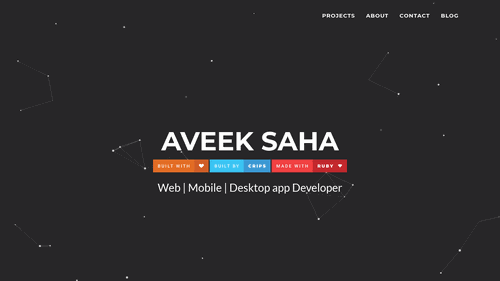 PROJECTS ABOUT CONTACT BLOG
AVEEK SAHA
BUILT WITH BUILT BY CRIPS MADE WITH RUBY
Web | Mobile | Desktop app Developer